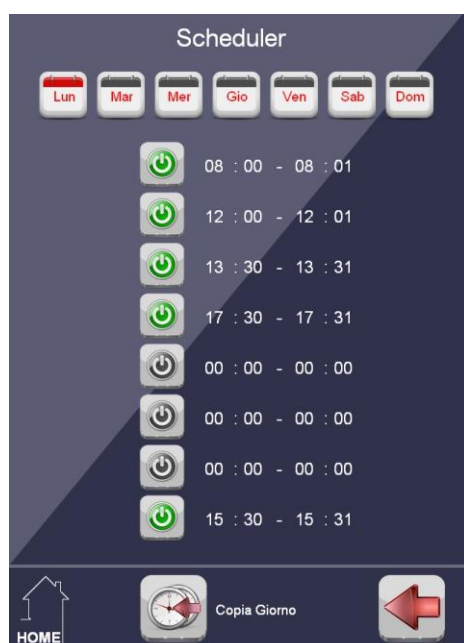 Scheduler
Lun Mar Mer Gio Ven Sab Dom
08 : 00 - 08 : 01
12 : 00 - 12 : 01
13 : 30 - 13 : 31
17 : 30 - 17 : 31
00 : 00 - 00 : 00
00 : 00 - 00 : 00
00 : 00 - 00 : 00
15 : 30 - 15 : 31
Copia Giorno
HOME